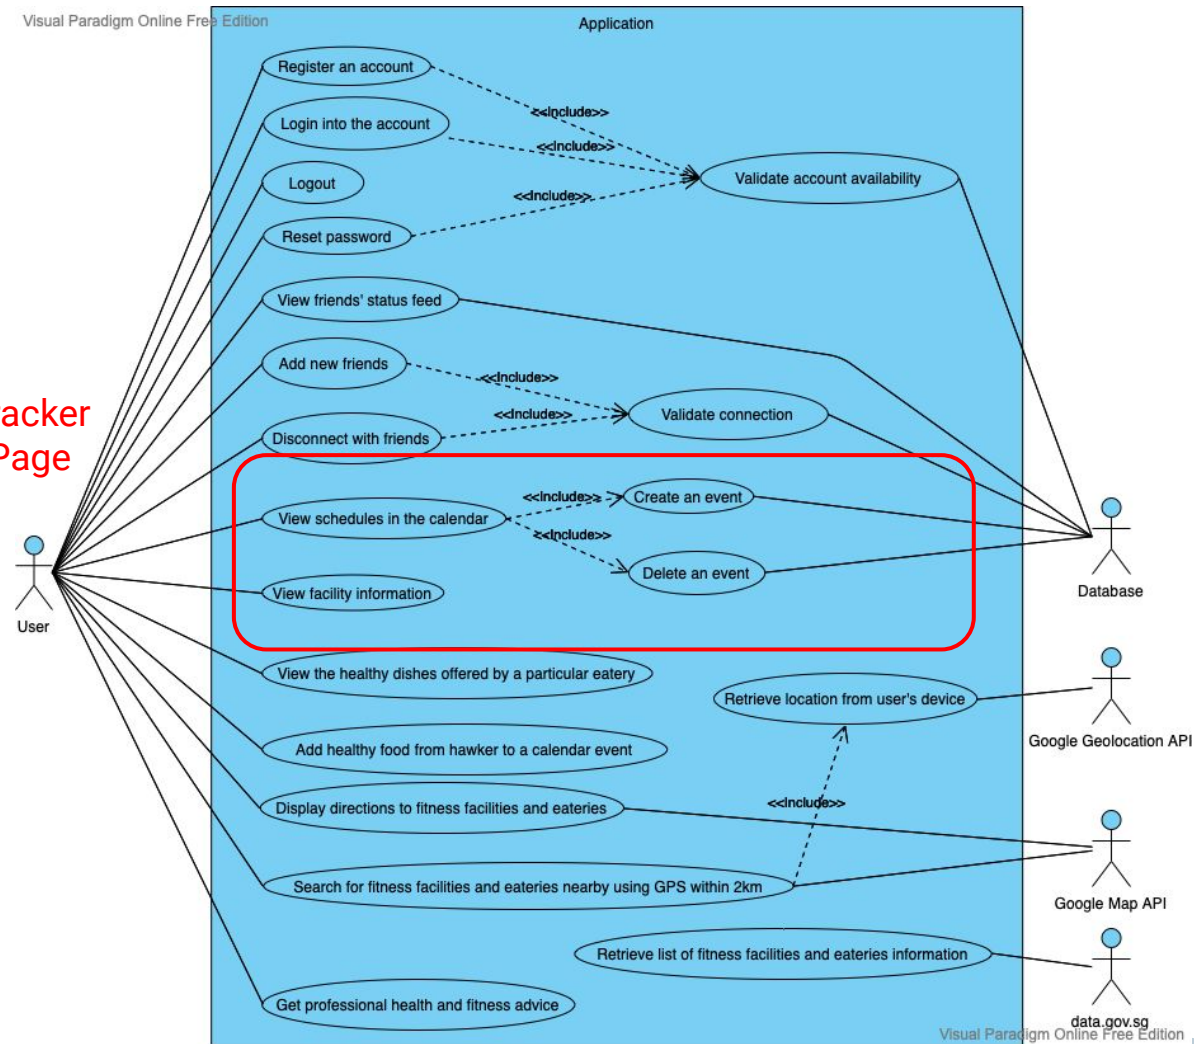 Visual Paradigm Online Free Edition
Application
Register an account
<<Include>>
Login into the account
<<Include>>
Validate account availability
Logout
<<Include>>
Reset password
View friends' status feed
Add new friends
<<Include>>
<<Include>>
Validate connection
acker
Page
Disconnect with friends
<<Include>>
Create an event
View schedules in the calendar
<<Include>>
Delete an event
View facility information
User
Database
View the healthy dishes offered by a particular eatery
Retrieve location from user's device
Google Geolocation API
Add healthy food from hawker to a calendar event
<<Include>>
Display directions to fitness facilities and eateries
Search for fitness facilities and eateries nearby using GPS within 2km
Google Map API
Retrieve list of fitness facilities and eateries information
Get professional health and fitness advice
data.gov.sg
Visual Paradigm Online Free Edition